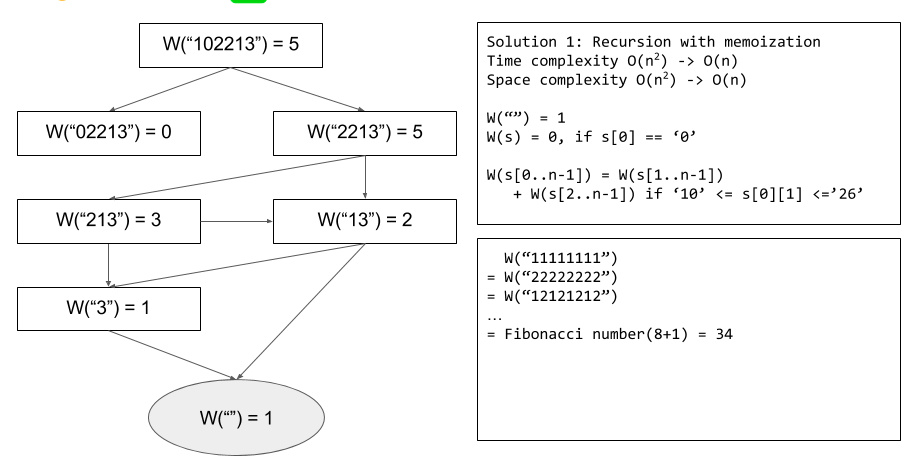 W(“102213”) = 5
W(“02213”) = 0
W(“2213”) = 5
W(“213”) = 3
W(“13”) = 2
W(“3”) = 1
W(“”) = 1
Solution 1: Recursion with memoization
Time complexity O(n²) -> O(n)
Space complexity O(n²) -> O(n)
W(“”) = 1
W(s) = 0, if s[0] == ‘0’
W(s[0..n-1]) = W(s[1..n-1])
+ W(s[2..n-1]) if ‘10’ <= s[0][1] <=’26’
W(“11111111”)
= W(“22222222”)
= W(“12121212”)
…
= Fibonacci number(8+1) = 34